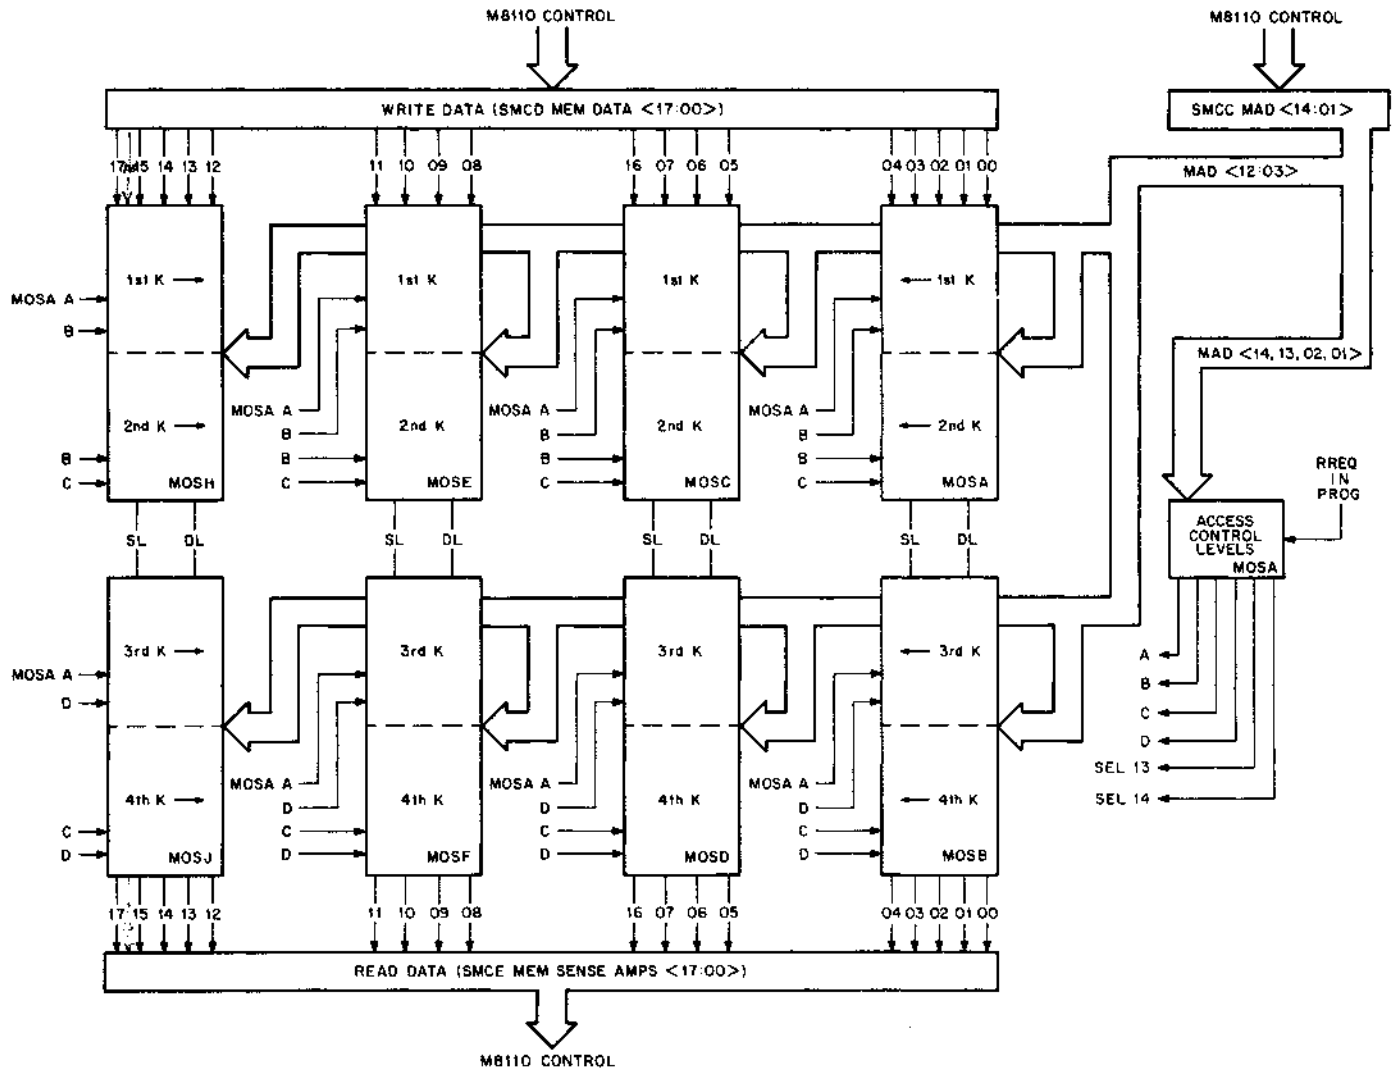 M8110 CONTROL
M8110 CONTROL
WRITE DATA (SMCD MEM DATA <17:00>)
SMCC MAD <14:01>
17 15 14 13 12
11 10 09 08
16 07 06 05
04 03 02 01 00
MAD <12:03>
1st K
1st K
1st K
1st K
MOSA A
B
MAD <14, 13, 02, 01>
MOSA A
MOSA A
MOSA A
B
B
B
2nd K
2nd K
2nd K
2nd K
B
B
B
B
C
C
C
C
MOSH
MOSE
MOSC
MOSA
RREQ
IN
PROG
ACCESS
CONTROL
LEVELS
MOSA
SL DL
SL DL
SL DL
SL DL
3rd K
3rd K
3rd K
3rd K
MOSA A
D
A
B
C
D
SEL 13
SEL 14
MOSA A
MOSA A
MOSA A
D
D
D
4th K
4th K
4th K
4th K
C
C
C
C
D
D
D
D
MOSJ
MOSF
MOSD
MOSB
17 15 14 13 12
11 10 09 08
16 07 06 05
04 03 02 01 00
READ DATA (SMCE MEM SENSE AMPS <17:00>)
M8110 CONTROL